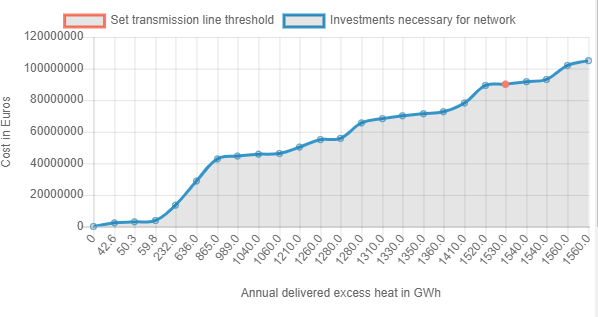 Set transmission line threshold Investments necessary for network
120000000
100000000
80000000
60000000
40000000
20000000
0
Cost in Euros
0 42.6 50.3 59.8 232.0 636.0 865.0 989.0 1040.0 1060.0 1210.0 1260.0 1280.0 1280.0 1310.0 1330.0 1350.0 1360.0 1410.0 1520.0 1530.0 1540.0 1540.0 1560.0 1560.0
Annual delivered excess heat in GWh